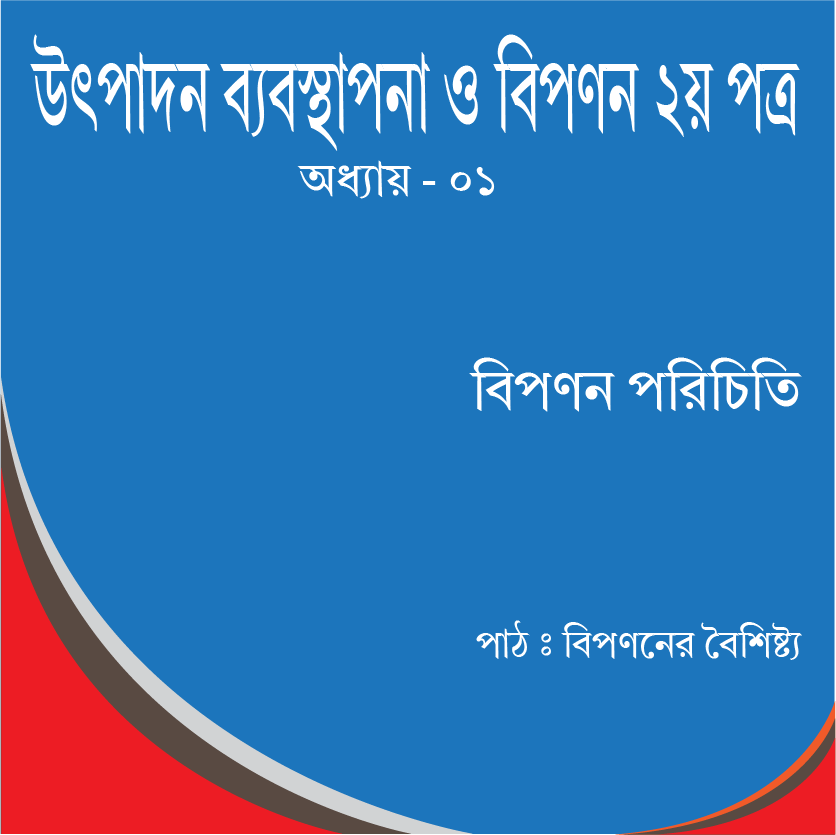 উৎপাদন ব্যবস্থাপনা ও বিপণন ২য় পত্র
অধ্যায় - ০১
বিপণন পরিচিতি
পাঠ ঃ বিপণনের বৈশিষ্ট্য